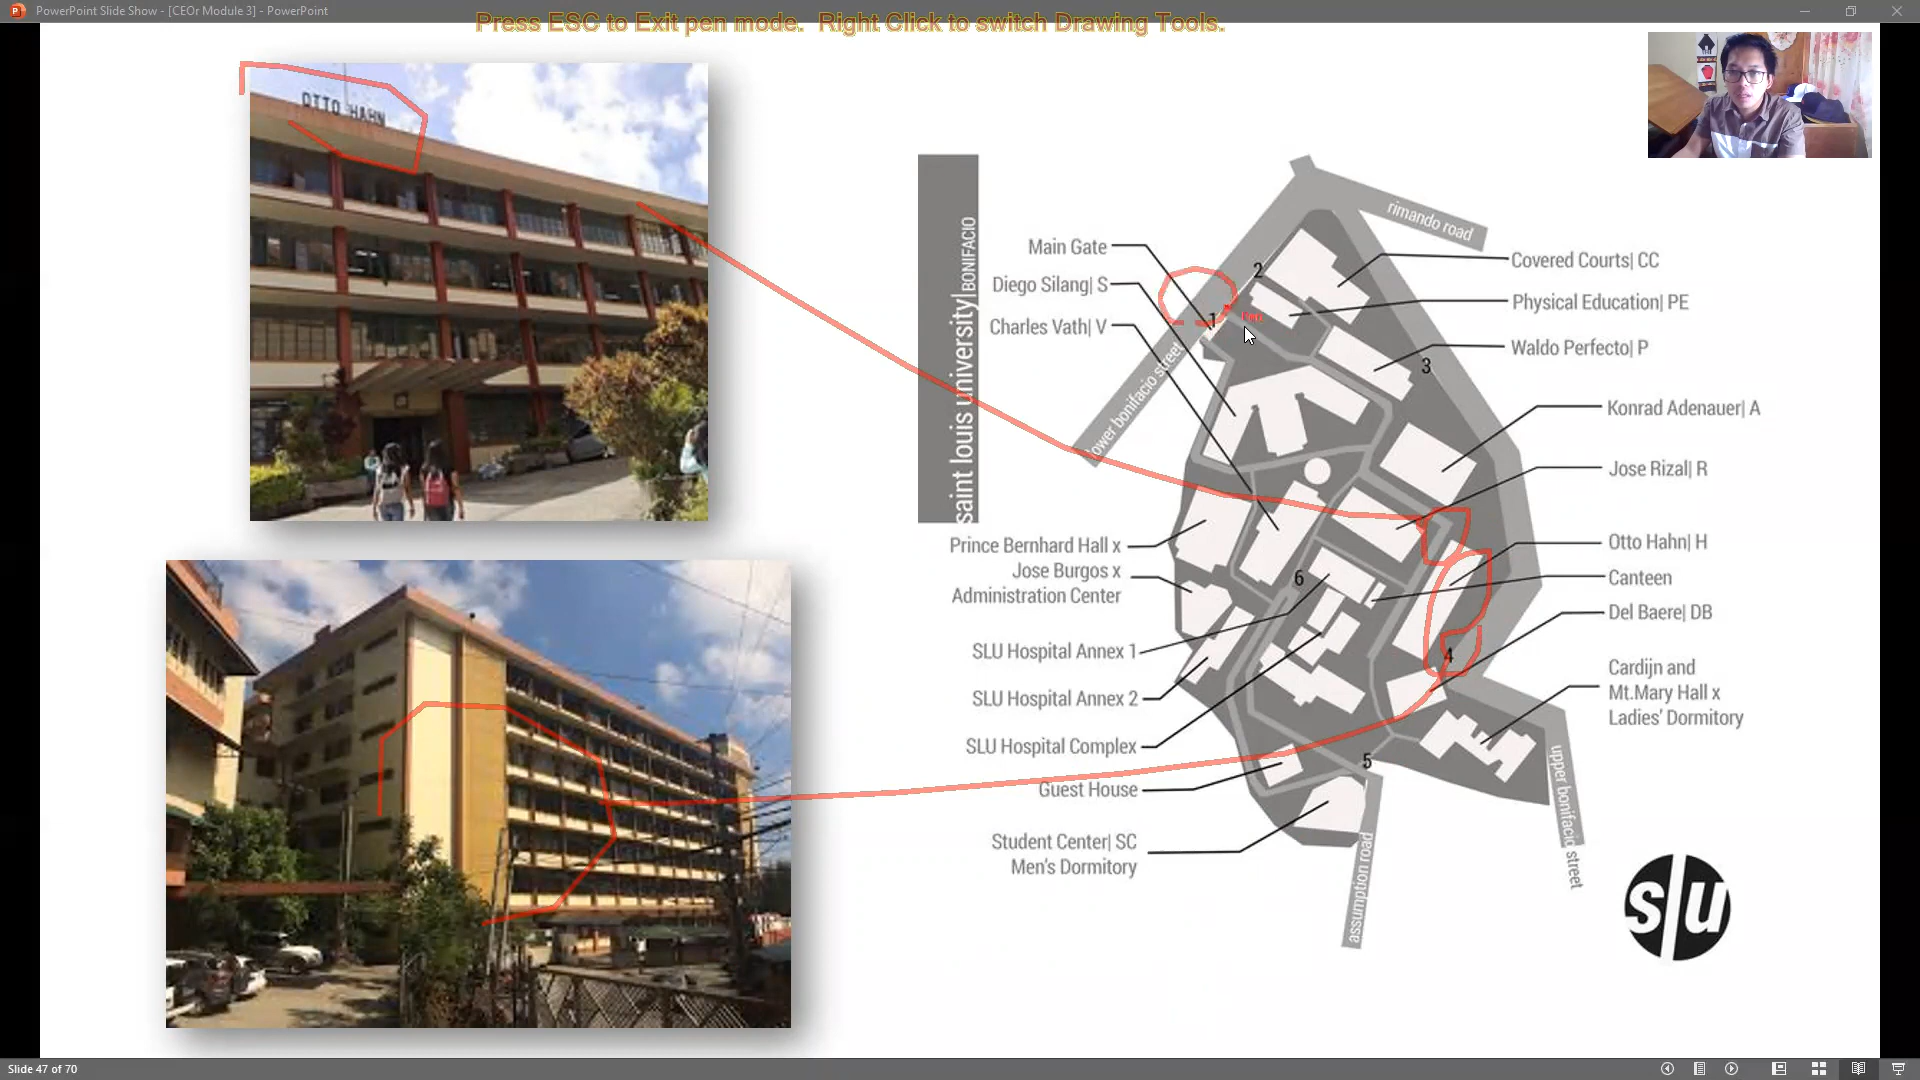 PowerPoint Slide Show - [CEOr Module 3] - PowerPoint
Press ESC to Exit pen mode. Right Click to switch Drawing Tools.
OTTO HAHN
saint louis university|BONIFACIO
rimando road
Main Gate
Diego Silang| S
Charles Vath| V
lower bonifacio street
2
1
Pen
3
Covered Courts| CC
Physical Education| PE
Waldo Perfecto| P
Konrad Adenauer| A
Jose Rizal| R
Otto Hahn| H
Canteen
Del Baere| DB
Cardijn and
Mt.Mary Hall x
Ladies' Dormitory
Prince Bernhard Hall x
Jose Burgos x
Administration Center
6
4
SLU Hospital Annex 1
SLU Hospital Annex 2
SLU Hospital Complex
Guest House
5
Student Center| SC
Men's Dormitory
assumption road
upper bonifacio street
s/u
Slide 47 of 70